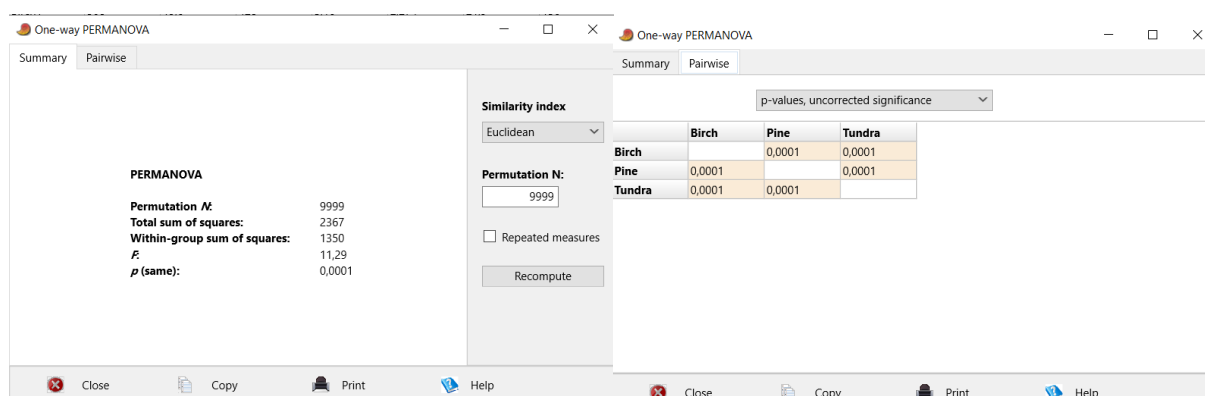 One-way PERMANOVA
Summary Pairwise
PERMANOVA
Permutation N: 9999
Total sum of squares: 2367
Within-group sum of squares: 1350
F: 11,29
p (same): 0,0001
Similarity index
Euclidean
Permutation N:
9999
Repeated measures
Recompute
Close Copy Print Help
One-way PERMANOVA
Summary Pairwise
p-values, uncorrected significance
Birch Pine Tundra
Birch 0,0001 0,0001
Pine 0,0001 0,0001
Tundra 0,0001 0,0001
Close Copy Print Help